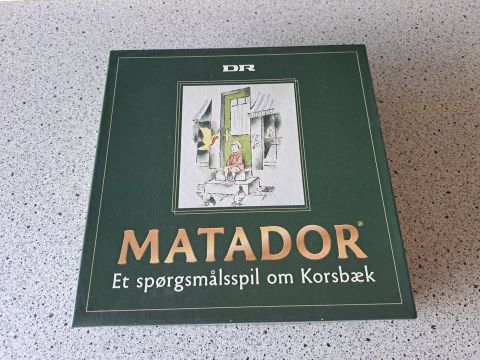 DR
MATADOR®
Et spørgsmålsspil om Korsbæk